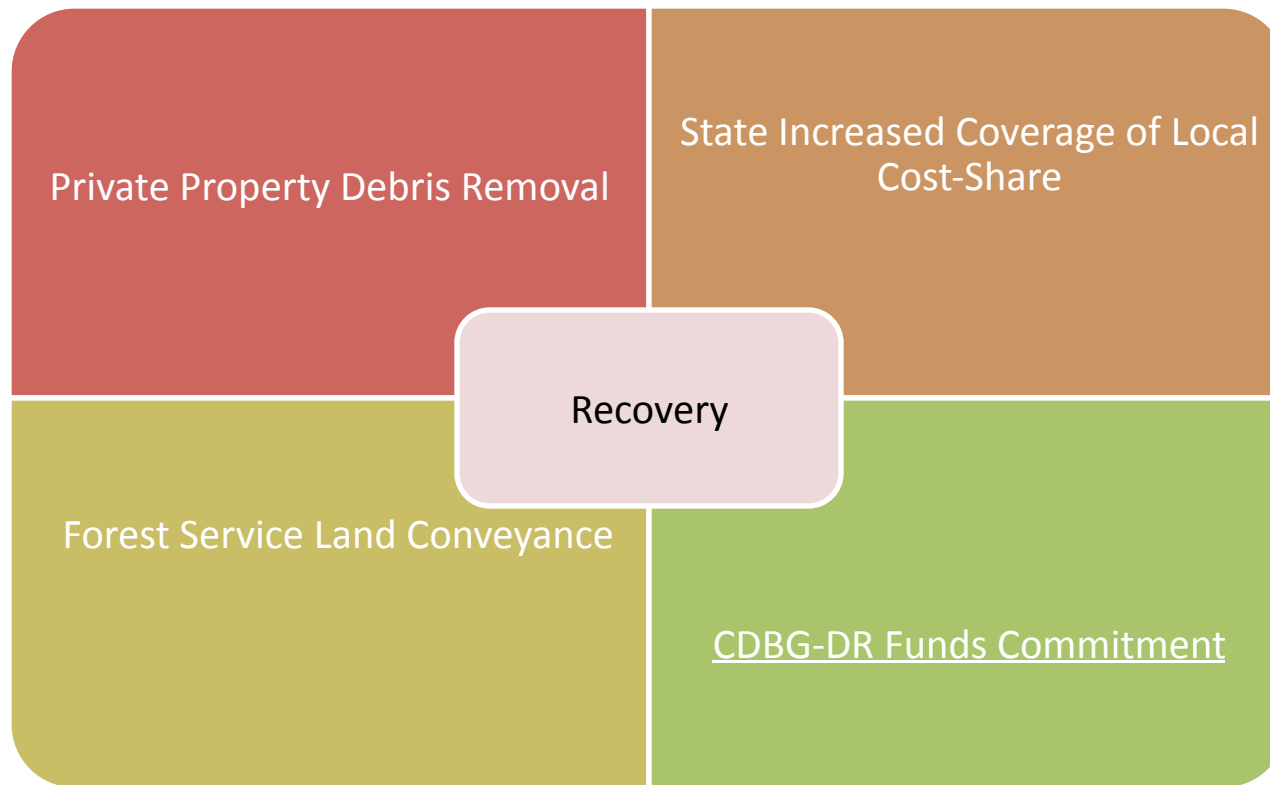 Private Property Debris Removal
State Increased Coverage of Local
Cost-Share
Recovery
Forest Service Land Conveyance
CDBG-DR Funds Commitment